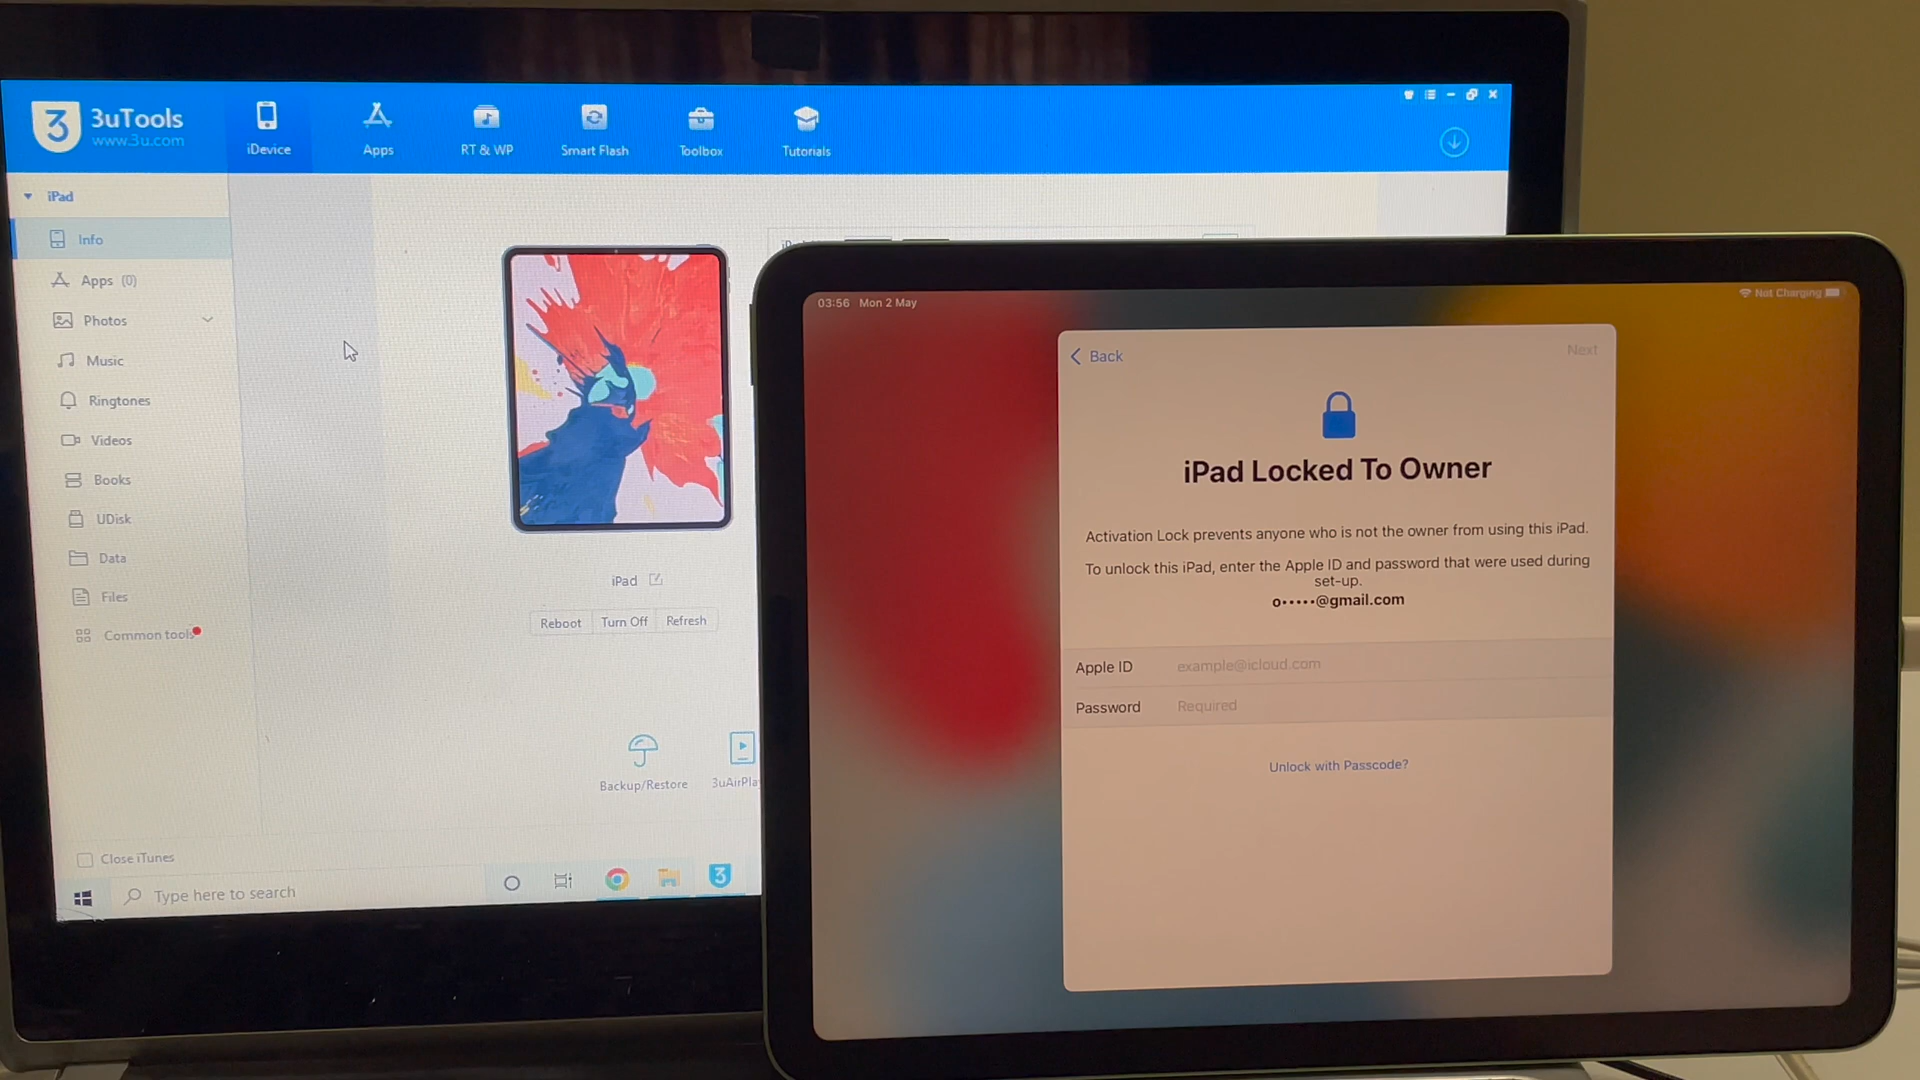 3
3uTools
www.3u.com
iDevice
Apps
RT & WP
Smart Flash
Toolbox
Tutorials
iPad
Info
Apps (0)
Photos
Music
Ringtones
Videos
Books
UDisk
Data
Files
Common tools
iPad
Reboot
Turn Off
Refresh
Backup/Restore
Close iTunes
Type here to search
3
03:56 Mon 2 May
Not Charging
Back
Next
iPad Locked To Owner
Activation Lock prevents anyone who is not the owner from using this iPad.
To unlock this iPad, enter the Apple ID and password that were used during
set-up.
o•••••@gmail.com
Apple ID
example@icloud.com
Password
Required
Unlock with Passcode?